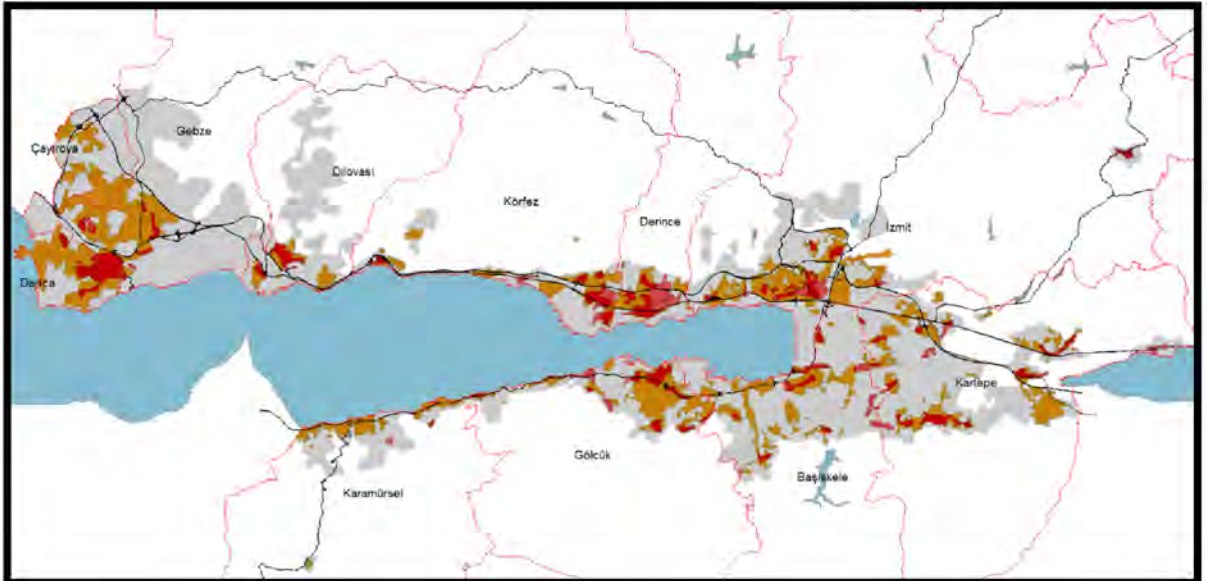 Gebze
Çayırova
Dilovası
Körfez
Derince
İzmit
Darıca
Kartepe
Gölcük
Başiskele
Karamürsel